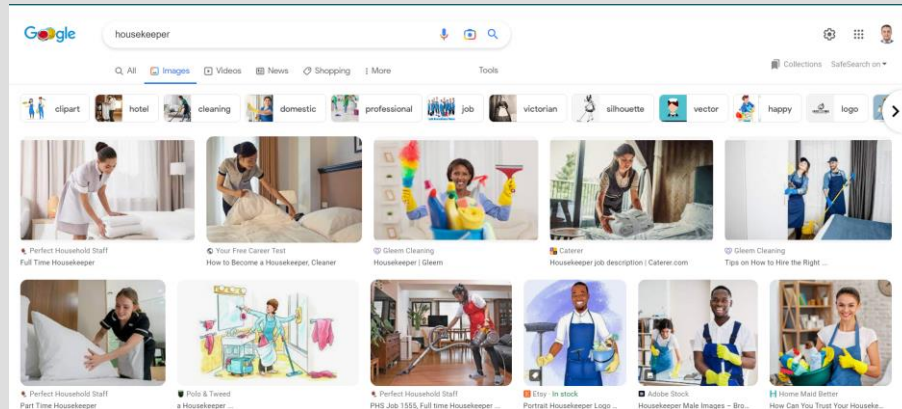 Google
housekeeper
All Images Videos News Shopping More Tools
Collections SafeSearch on
clipart hotel cleaning domestic professional job victorian silhouette vector happy logo
Perfect Household Staff
Full Time Housekeeper
Your Free Career Test
How to Become a Housekeeper, Cleaner
Gleem Cleaning
Housekeeper | Gleem
Caterer
Housekeeper job description | Caterer.com
Gleem Cleaning
Tips on How to Hire the Right ...
Perfect Household Staff
Part Time Housekeeper
Pols & Tweed
a Housekeeper ...
Perfect Household Staff
PHS Job 1555, Full time Housekeeper ...
Etsy · In stock
Portrait Housekeeper Logo ...
Adobe Stock
Housekeeper Male Images – Bro...
Home Maid Better
How Can You Trust Your Houseke...